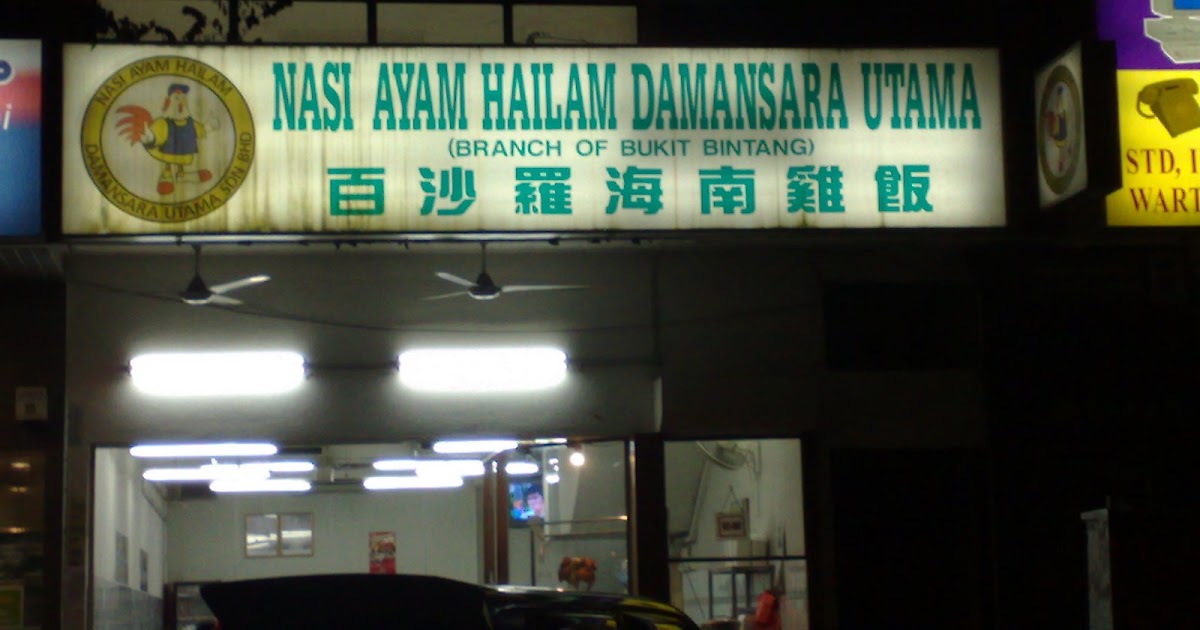 NASI AYAM HAILAM
DAMANSARA UTAMA SDN BHD
NASI AYAM HAILAM DAMANSARA UTAMA
(BRANCH OF BUKIT BINTANG)
百沙羅海南雞飯
STD, I
WART